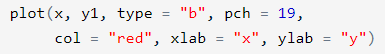 plot(x, y1, type = "b", pch = 19,
col = "red", xlab = "x", ylab = "y")